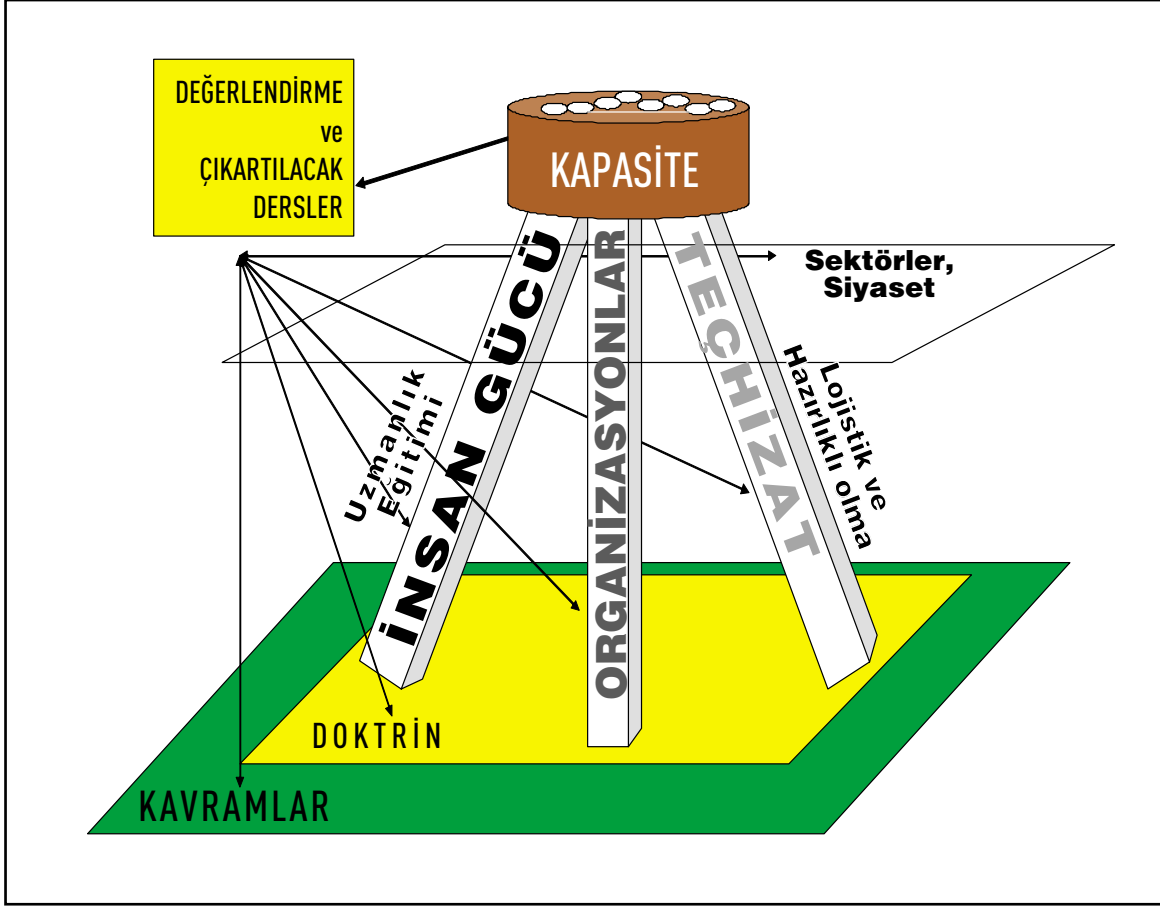 DEĞERLENDİRME
ve
ÇIKARTILACAK
DERSLER
KAPASİTE
Sektörler,
Siyaset
İNSAN GÜCÜ
Uzmanlık
Eğitimi
ORGANİZASYONLAR
TEÇHİZAT
Lojistik ve
Hazırlıklı olma
DOKTRİN
KAVRAMLAR